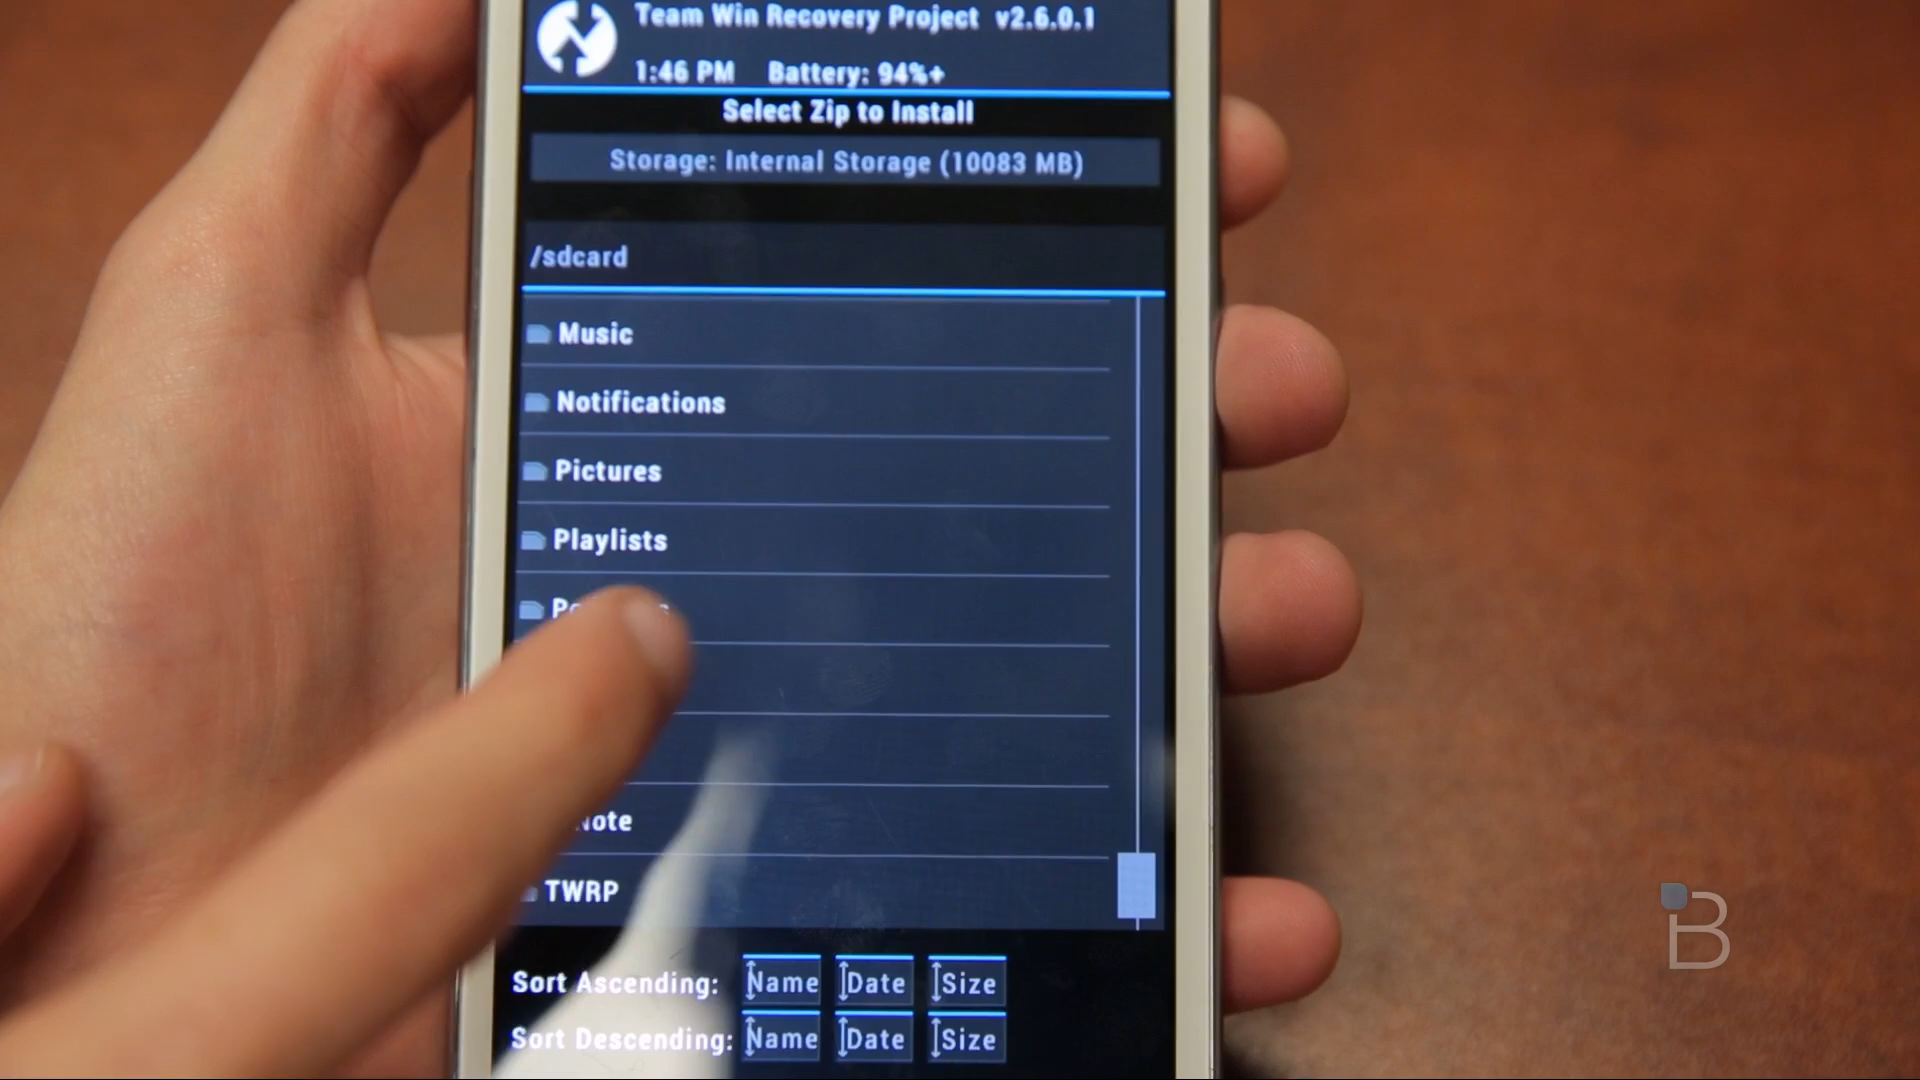 Team Win Recovery Project v2.6.0.1
1:46 PM Battery: 94%+
Select Zip to Install
Storage: Internal Storage (10083 MB)
/sdcard
Music
Notifications
Pictures
Playlists
TWRP
Sort Ascending: Name Date Size
Sort Descending: Name Date Size
B